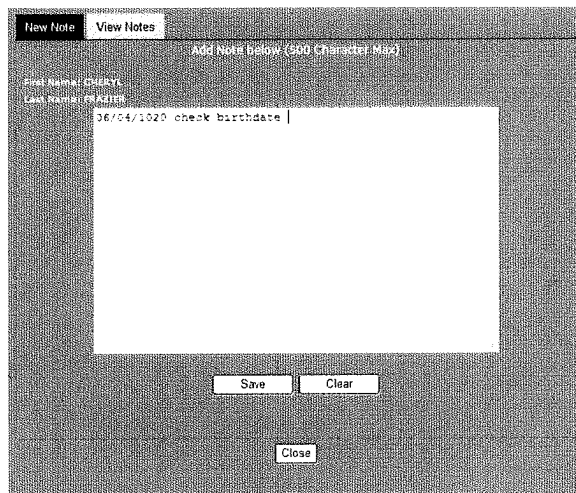 New Note View Notes
Add Note below (500 Character Max)
First Name: CHERYL
Last Name: FRAZIER
06/04/1020 check birthdate
Save Clear
Close